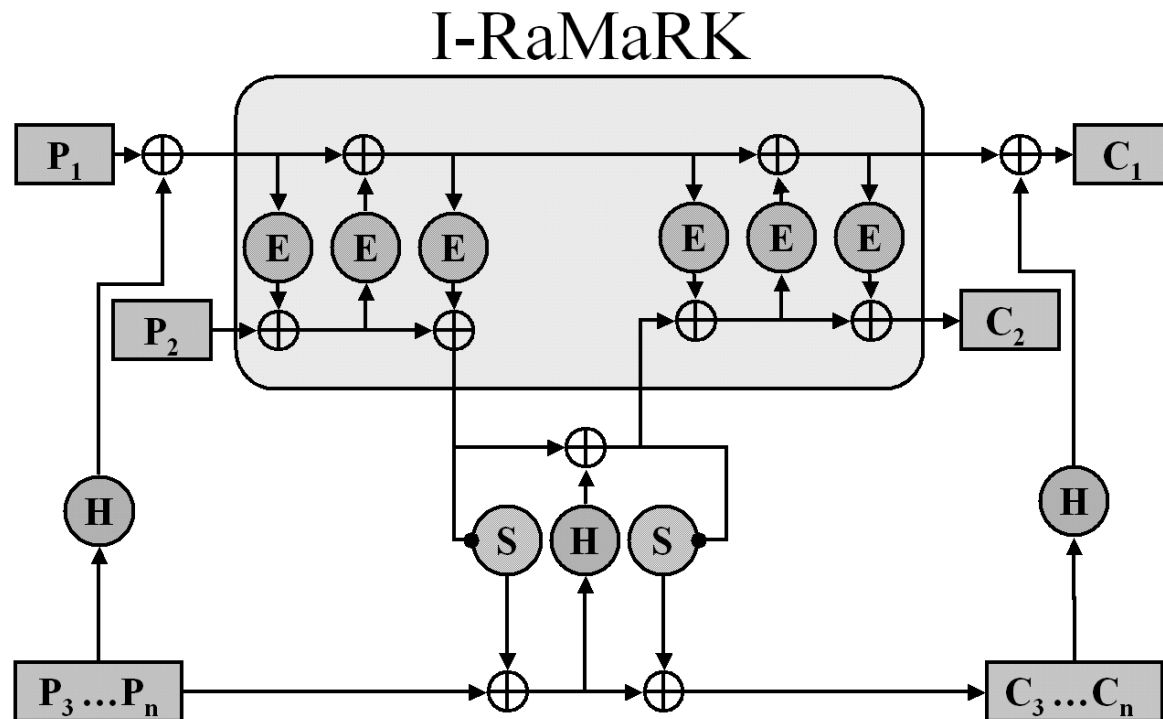 I-RaMaRK
P1 C1
E E E E E E
P2 C2
H S H S H
P3 ...Pn C3 ...Cn